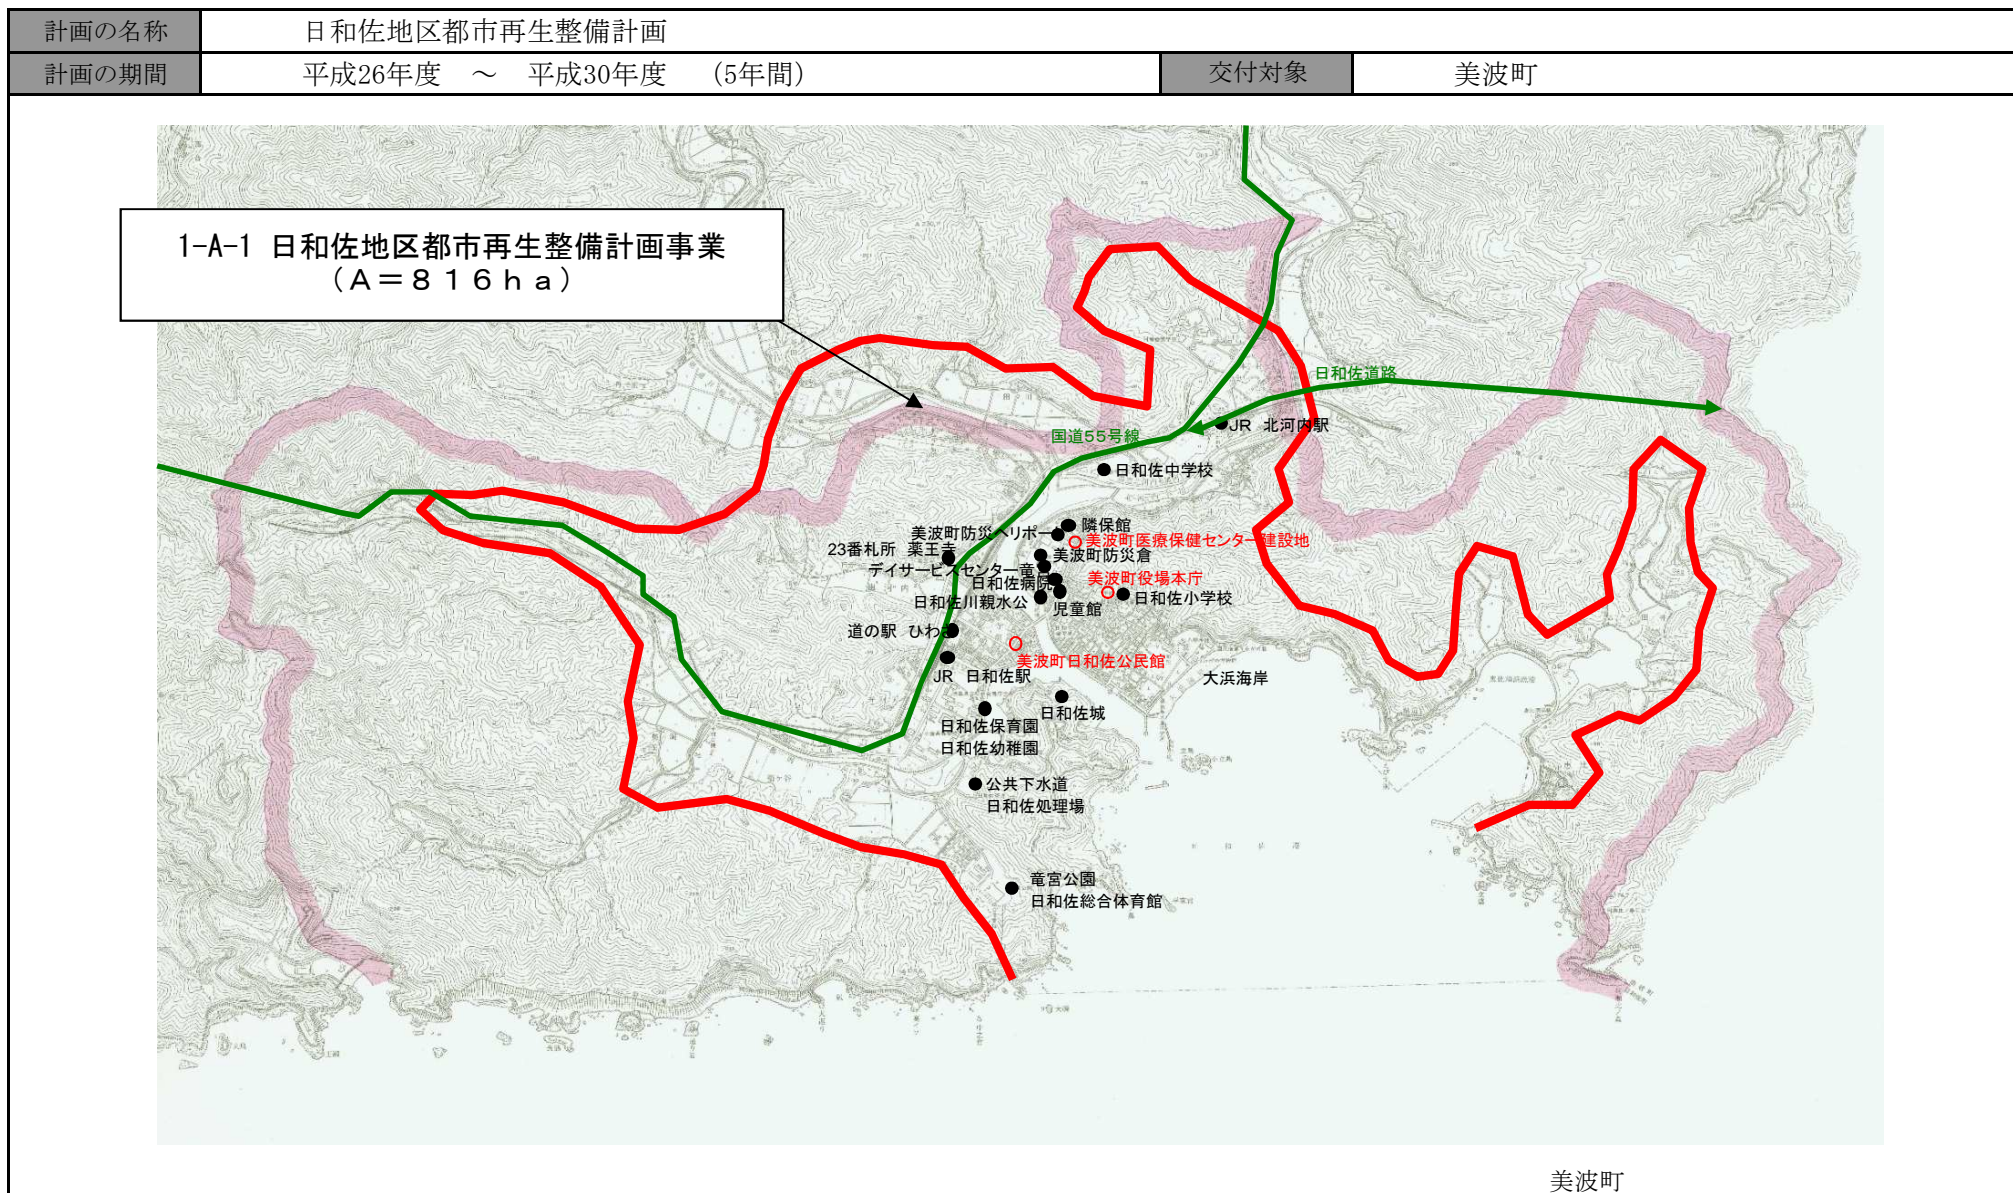 計画の名称 日和佐地区都市再生整備計画
計画の期間 平成26年度 ～ 平成30年度 （5年間） 交付対象 美波町
1-A-1 日和佐地区都市再生整備計画事業
（A＝816ha）
日和佐道路
国道55号線
JR 北河内駅
日和佐中学校
隣保館
美波町防災ヘリポー
美波町医療保健センター建設地
23番札所 薬王寺
美波町防災倉
デイサービスセンター竜
日和佐病院
美波町役場本庁
日和佐川親水公
児童館
日和佐小学校
道の駅 ひわさ
美波町日和佐公民館
JR 日和佐駅
大浜海岸
日和佐城
日和佐保育園
日和佐幼稚園
公共下水道
日和佐処理場
竜宮公園
日和佐総合体育館
美波町